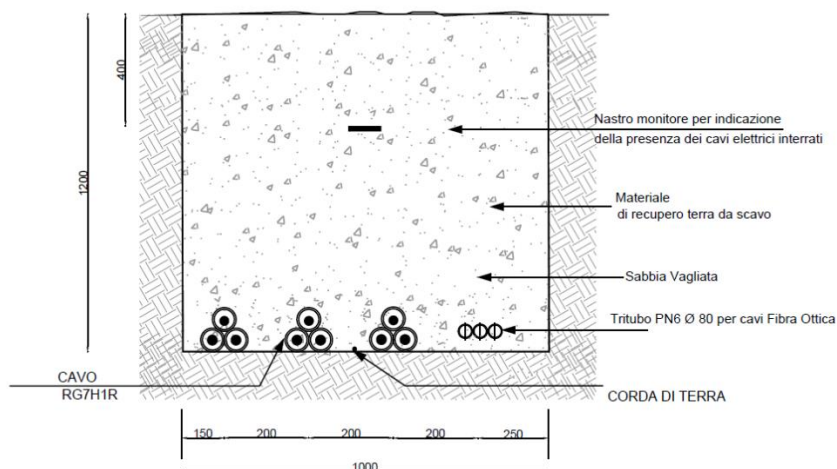 400
1200
Nastro monitore per indicazione
della presenza dei cavi elettrici interrati
Materiale
di recupero terra da scavo
Sabbia Vagliata
Tritubo PN6 Ø 80 per cavi Fibra Ottica
CAVO
RG7H1R
CORDA DI TERRA
150 200 200 200 250
1000